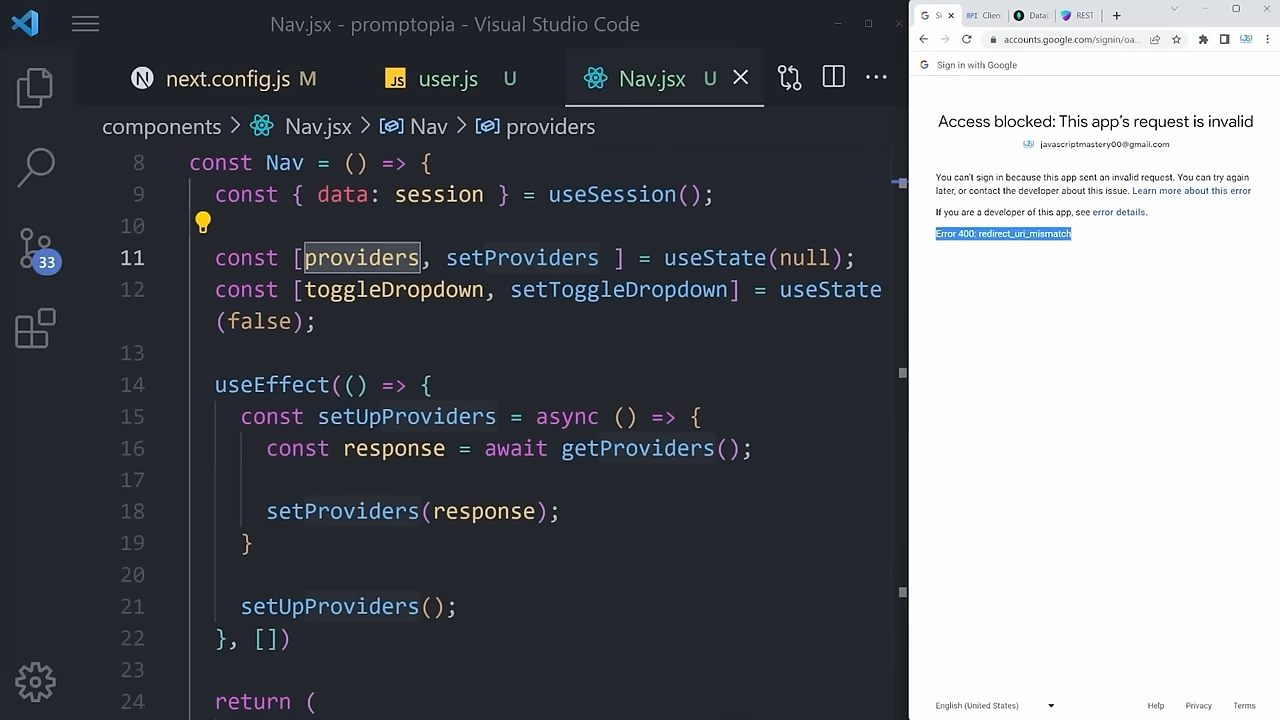 Nav.jsx - promptopia - Visual Studio Code
next.config.js M
JS user.js U
Nav.jsx U
components > Nav.jsx > Nav > providers
33
8 const Nav = () => {
9 const { data: session } = useSession();
10
11 const [providers, setProviders ] = useState(null);
12 const [toggleDropdown, setToggleDropdown] = useState
(false);
13
14 useEffect(() => {
15 const setUpProviders = async () => {
16 const response = await getProviders();
17
18 setProviders(response);
19 }
20
21 setUpProviders();
22 }, [])
23
24 return (
Si
RPI Clien
Datal
REST
accounts.google.com/signin/oa...
Sign in with Google
Access blocked: This app's request is invalid
javascriptmastery00@gmail.com
You can't sign in because this app sent an invalid request. You can try again
later, or contact the developer about this issue. Learn more about this error
If you are a developer of this app, see error details.
Error 400: redirect_uri_mismatch
English (United States)
Help Privacy Terms